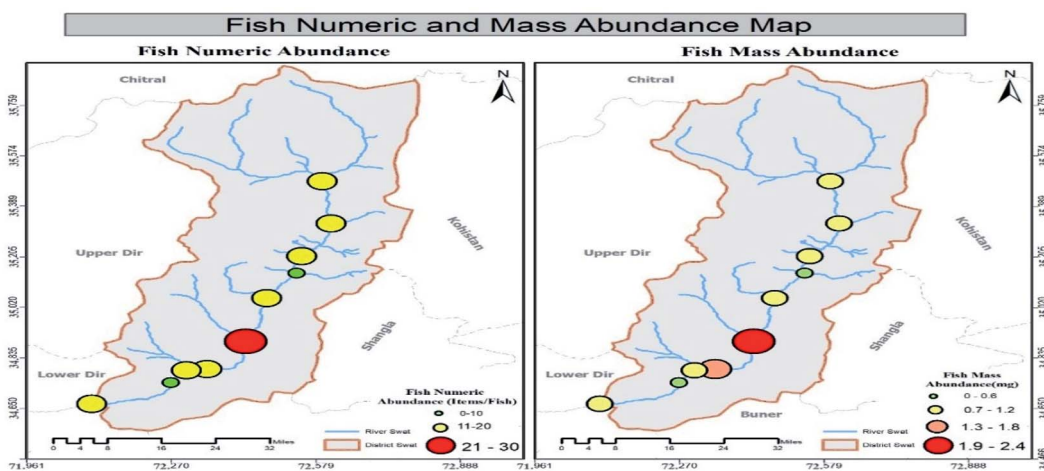 Fish Numeric and Mass Abundance Map
Fish Numeric Abundance
Chitral
N
Upper Dir
Kohistan
Shangla
Lower Dir
36,759
36,574
36,389
36,205
36,020
34,835
34,650
Fish Numeric
Abundance (Items/Fish)
0-10
11-20
21 - 30
River Swat
District Swat
0 4 8 16 24 32
Miles
71.961 72.270 72.579 72.888
Fish Mass Abundance
Chitral
N
Upper Dir
Kohistan
Shangla
Lower Dir
Buner
Fish Mass
Abundance(mg)
0 - 0.6
0.7 - 1.2
1.3 - 1.8
1.9 - 2.4
River Swat
District Swat
0 4 8 16 24 32
Miles
71.961 72.270 72.579 72.888